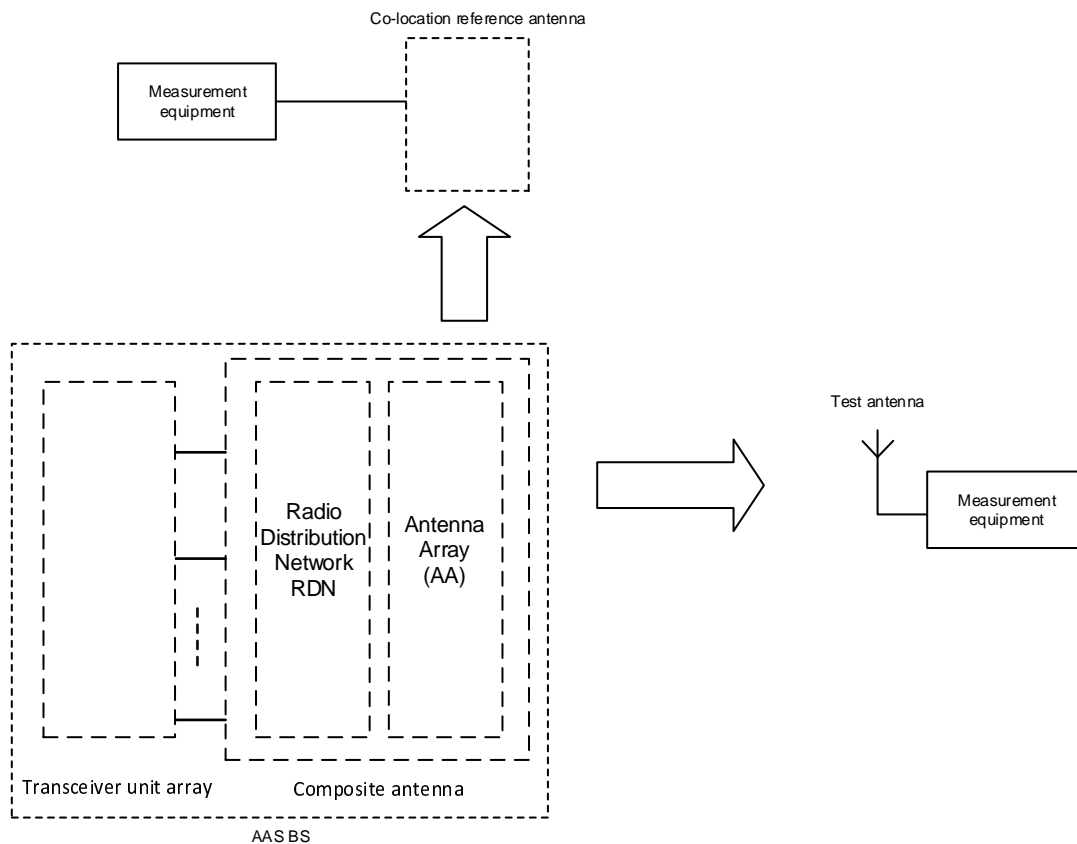 Co-location reference antenna
Measurement
equipment
Test antenna
Measurement
equipment
Radio
Distribution
Network
RDN
Antenna
Array
(AA)
Transceiver unit array
Composite antenna
AAS BS